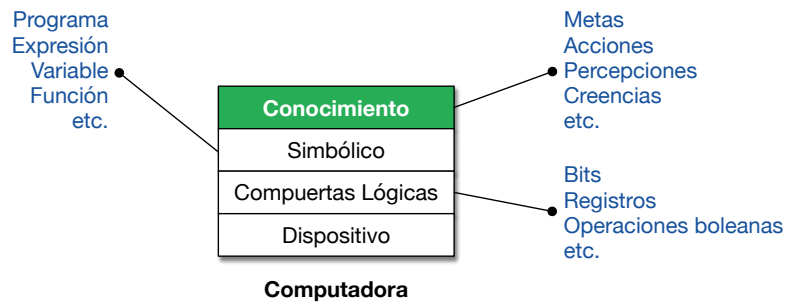 Programa
Expresión
Variable
Función
etc.
Metas
Acciones
Percepciones
Creencias
etc.
Conocimiento
Simbólico
Compuertas Lógicas
Dispositivo
Bits
Registros
Operaciones boleanas
etc.
Computadora